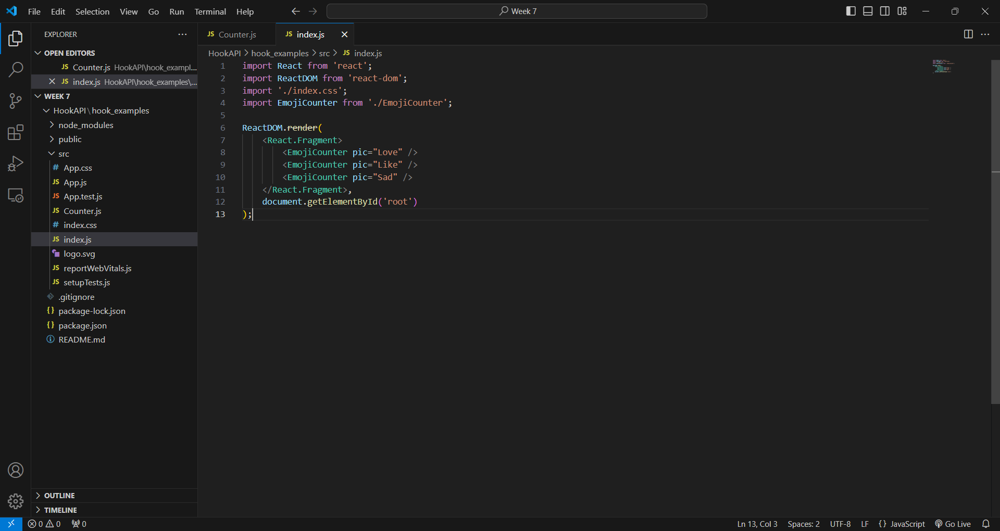 File Edit Selection View Go Run Terminal Help
Week 7
EXPLORER
OPEN EDITORS
JS Counter.js HookAPI\hook_exampl...
JS index.js HookAPI\hook_examples\...
WEEK 7
HookAPI\hook_examples
node_modules
public
src
# App.css
JS App.js
JS App.test.js
JS Counter.js
# index.css
JS index.js
logo.svg
JS reportWebVitals.js
JS setupTests.js
.gitignore
{} package-lock.json
{} package.json
README.md
OUTLINE
TIMELINE
JS Counter.js
JS index.js
HookAPI > hook_examples > src > JS index.js
1 import React from 'react';
2 import ReactDOM from 'react-dom';
3 import './index.css';
4 import EmojiCounter from './EmojiCounter';
5
6 ReactDOM.render(
7 <React.Fragment>
8 <EmojiCounter pic="Love" />
9 <EmojiCounter pic="Like" />
10 <EmojiCounter pic="Sad" />
11 </React.Fragment>,
12 document.getElementById('root')
13 );
0 0 0
Ln 13, Col 3 Spaces: 2 UTF-8 LF {} JavaScript Go Live